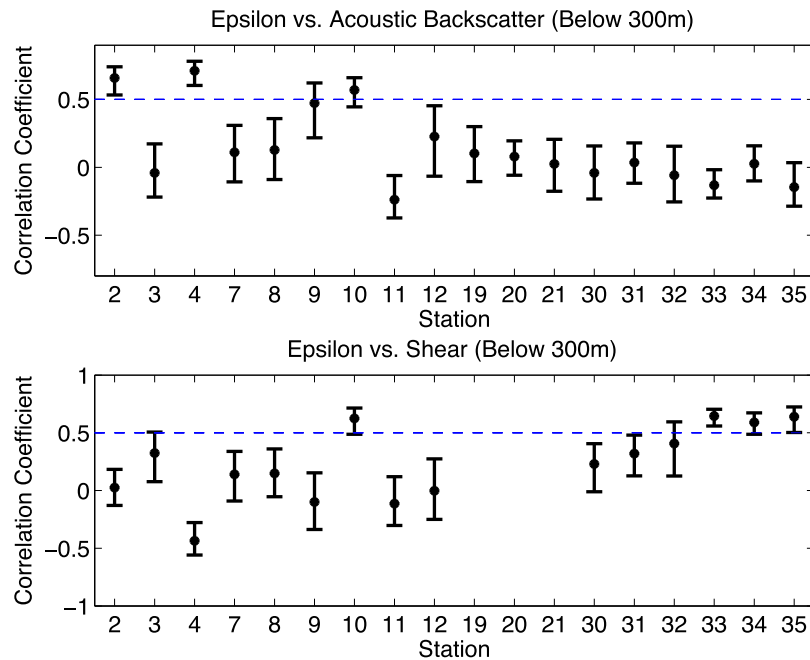 Epsilon vs. Acoustic Backscatter (Below 300m)
Correlation Coefficient
0.5
0
−0.5
2 3 4 7 8 9 10 11 12 19 20 21 30 31 32 33 34 35
Station
Epsilon vs. Shear (Below 300m)
Correlation Coefficient
1
0.5
0
−0.5
−1
2 3 4 7 8 9 10 11 12 19 20 21 30 31 32 33 34 35
Station